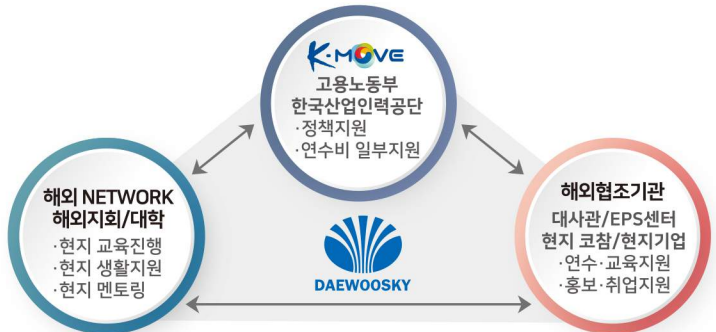 K·MOVE
고용노동부
한국산업인력공단
·정책지원
·연수비 일부지원
해외 NETWORK
해외지회/대학
·현지 교육진행
·현지 생활지원
·현지 멘토링
DAEWOOSKY
해외협조기관
대사관/EPS센터
현지 코참/현지기업
·연수·교육지원
·홍보·취업지원